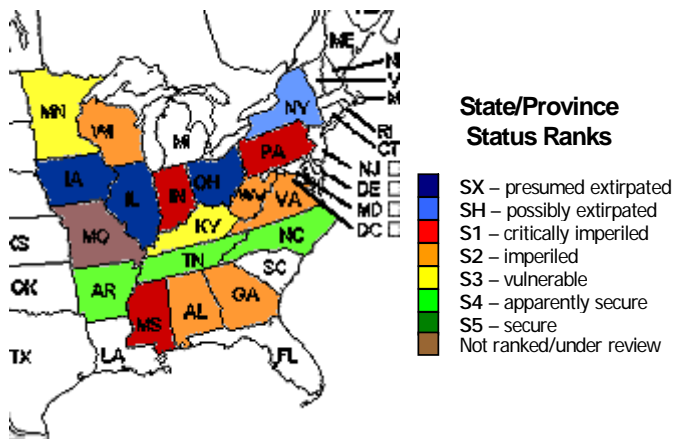 ME
N
V
M
RI
CT
NJ
DE
MD
DC
MN
WI
MI
NY
PA
IA
IL
IN
OH
WV
VA
KY
MO
KS
NC
TN
SC
OK
AR
MS
AL
GA
TX
LA
FL
State/Province
Status Ranks
SX – presumed extirpated
SH – possibly extirpated
S1 – critically imperiled
S2 – imperiled
S3 – vulnerable
S4 – apparently secure
S5 – secure
Not ranked/under review